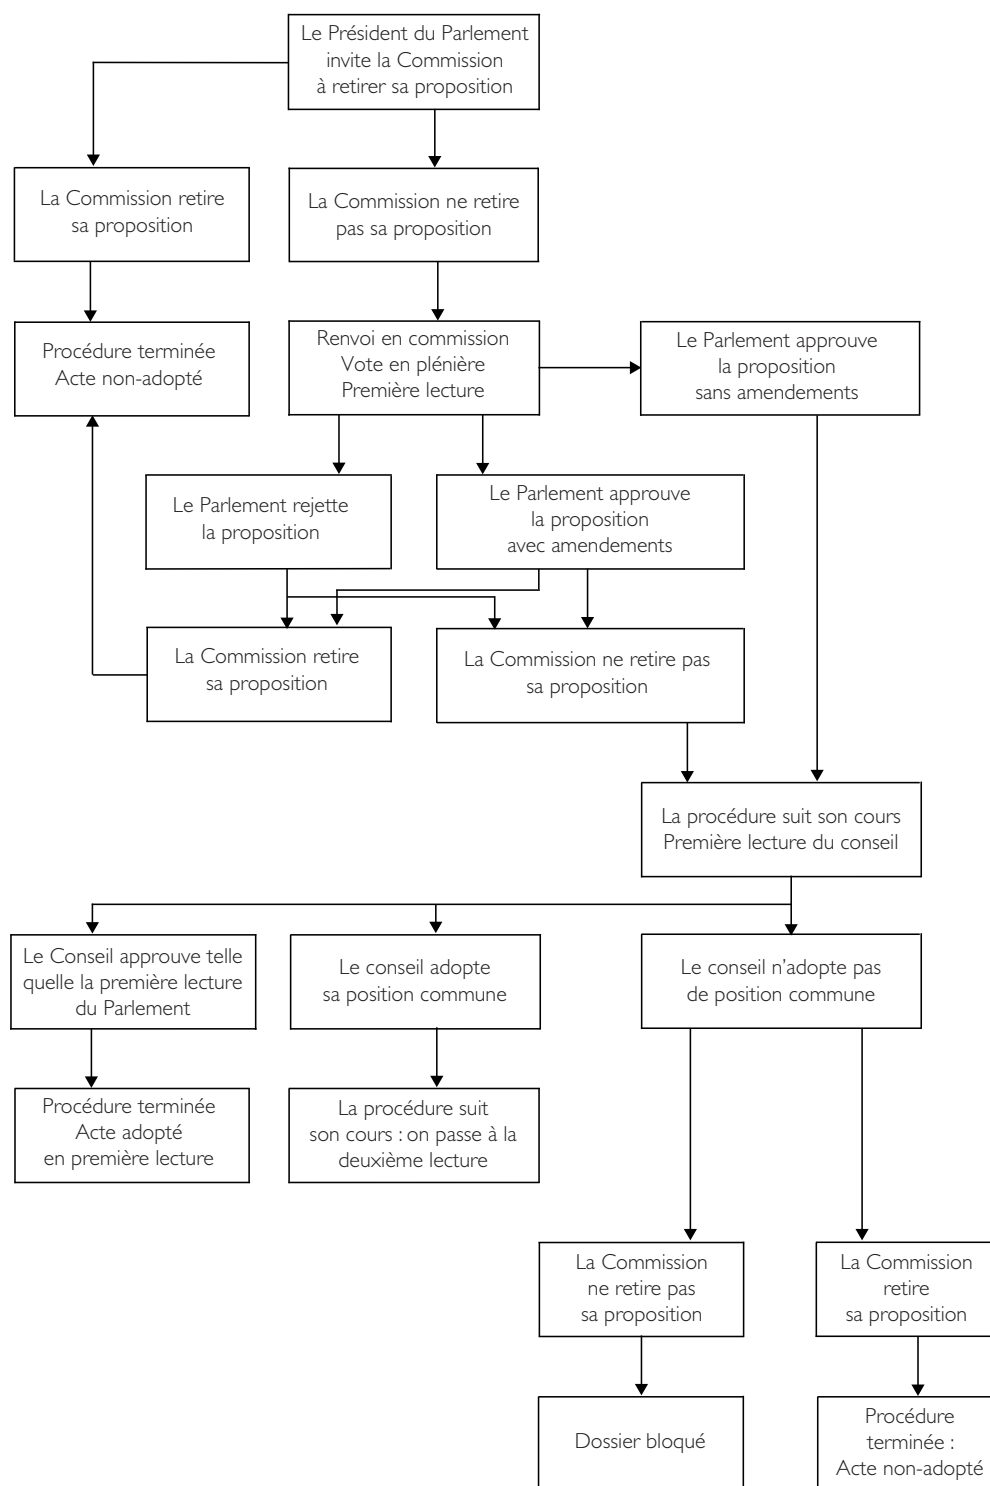 Le Président du Parlement
invite la Commission
à retirer sa proposition
La Commission retire
sa proposition
La Commission ne retire
pas sa proposition
Procédure terminée
Acte non-adopté
Renvoi en commission
Vote en plénière
Première lecture
Le Parlement approuve
la proposition
sans amendements
Le Parlement rejette
la proposition
Le Parlement approuve
la proposition
avec amendements
La Commission retire
sa proposition
La Commission ne retire pas
sa proposition
La procédure suit son cours
Première lecture du conseil
Le Conseil approuve telle
quelle la première lecture
du Parlement
Le conseil adopte
sa position commune
Le conseil n'adopte pas
de position commune
Procédure terminée
Acte adopté
en première lecture
La procédure suit
son cours : on passe à la
deuxième lecture
La Commission
ne retire pas
sa proposition
La Commission
retire
sa proposition
Dossier bloqué
Procédure
terminée :
Acte non-adopté